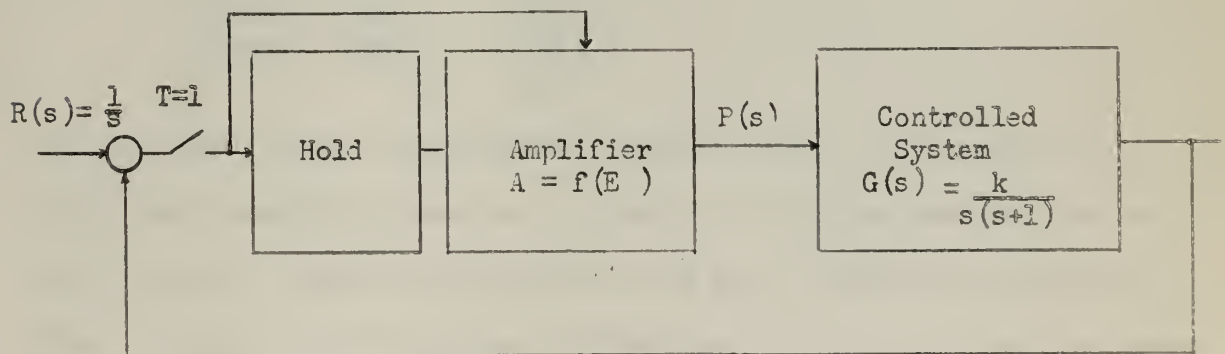 R(s)= 1/s
T=1
Hold
Amplifier
A = f(E )
P(s)
Controlled
System
G(s) = k/s(s+1)